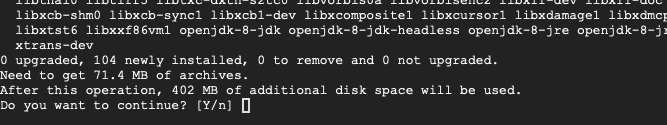 libxcb-shm0 libxcb-sync1 libxcb1-dev libxcomposite1 libxcursor1 libxdamage1 libxdmcp
libxtst6 libxxf86vm1 openjdk-8-jdk openjdk-8-jdk-headless openjdk-8-jre openjdk-8-jr
xtrans-dev
0 upgraded, 104 newly installed, 0 to remove and 0 not upgraded.
Need to get 71.4 MB of archives.
After this operation, 402 MB of additional disk space will be used.
Do you want to continue? [Y/n]